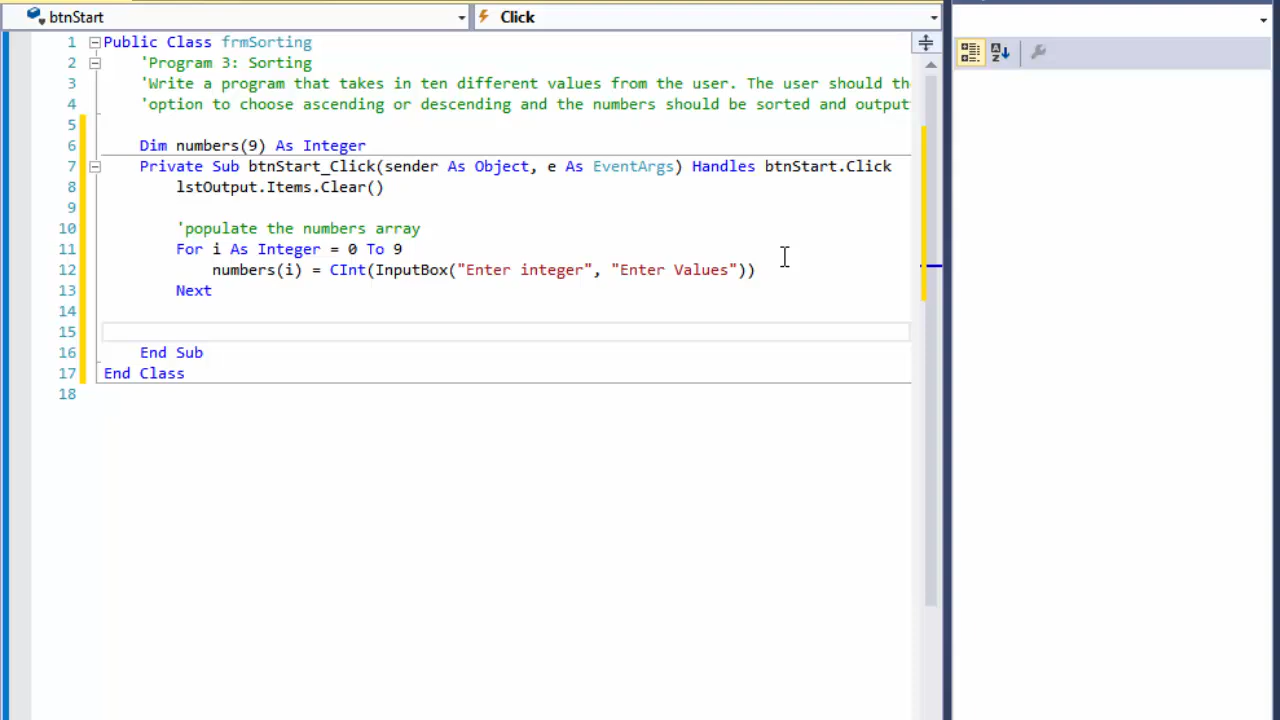 btnStart Click
1 Public Class frmSorting
2 'Program 3: Sorting
3 'Write a program that takes in ten different values from the user. The user should the
4 'option to choose ascending or descending and the numbers should be sorted and output
5
6 Dim numbers(9) As Integer
7 Private Sub btnStart_Click(sender As Object, e As EventArgs) Handles btnStart.Click
8 lstOutput.Items.Clear()
9
10 'populate the numbers array
11 For i As Integer = 0 To 9
12 numbers(i) = CInt(InputBox("Enter integer", "Enter Values"))
13 Next
14
15
16 End Sub
17 End Class
18